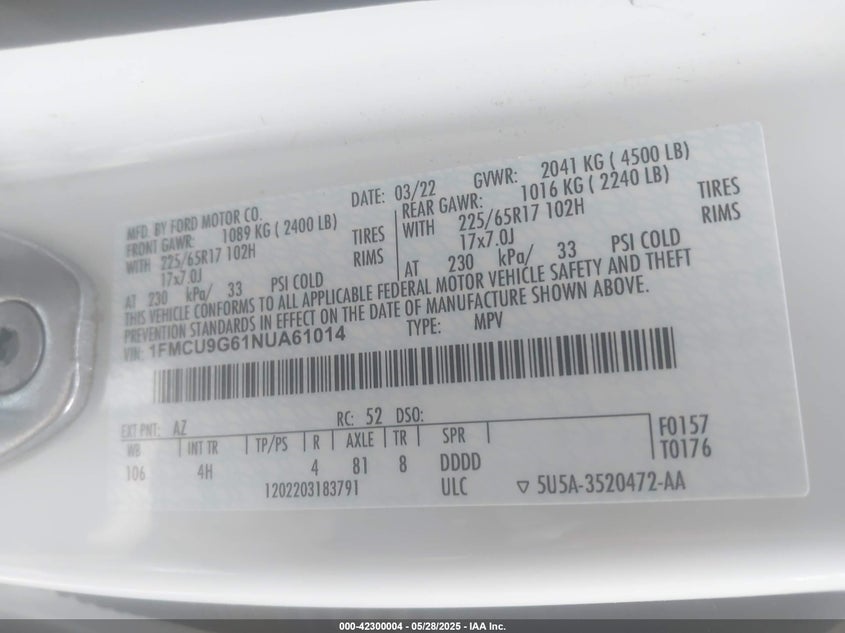 MFD. BY FORD MOTOR CO. DATE: 03/22 GVWR: 2041 KG ( 4500 LB)
FRONT GAWR: 1089 KG ( 2400 LB) REAR GAWR: 1016 KG ( 2240 LB)
WITH 225/65R17 102H TIRES WITH 225/65R17 102H TIRES
17x7.0J RIMS 17x7.0J RIMS
AT 230 kPa/ 33 PSI COLD AT 230 kPa/ 33 PSI COLD
THIS VEHICLE CONFORMS TO ALL APPLICABLE FEDERAL MOTOR VEHICLE SAFETY AND THEFT
PREVENTION STANDARDS IN EFFECT ON THE DATE OF MANUFACTURE SHOWN ABOVE.
VIN: 1FMCU9G61NUA61014 TYPE: MPV
EXT PNT: AZ RC: 52 DSO:
WB INT TR TP/PS R AXLE TR SPR F0157
106 4H 4 81 8 DDDD T0176
1202203183791 ULC ▽ 5U5A-3520472-AA
000-42300004 - 05/28/2025 - IAA Inc.